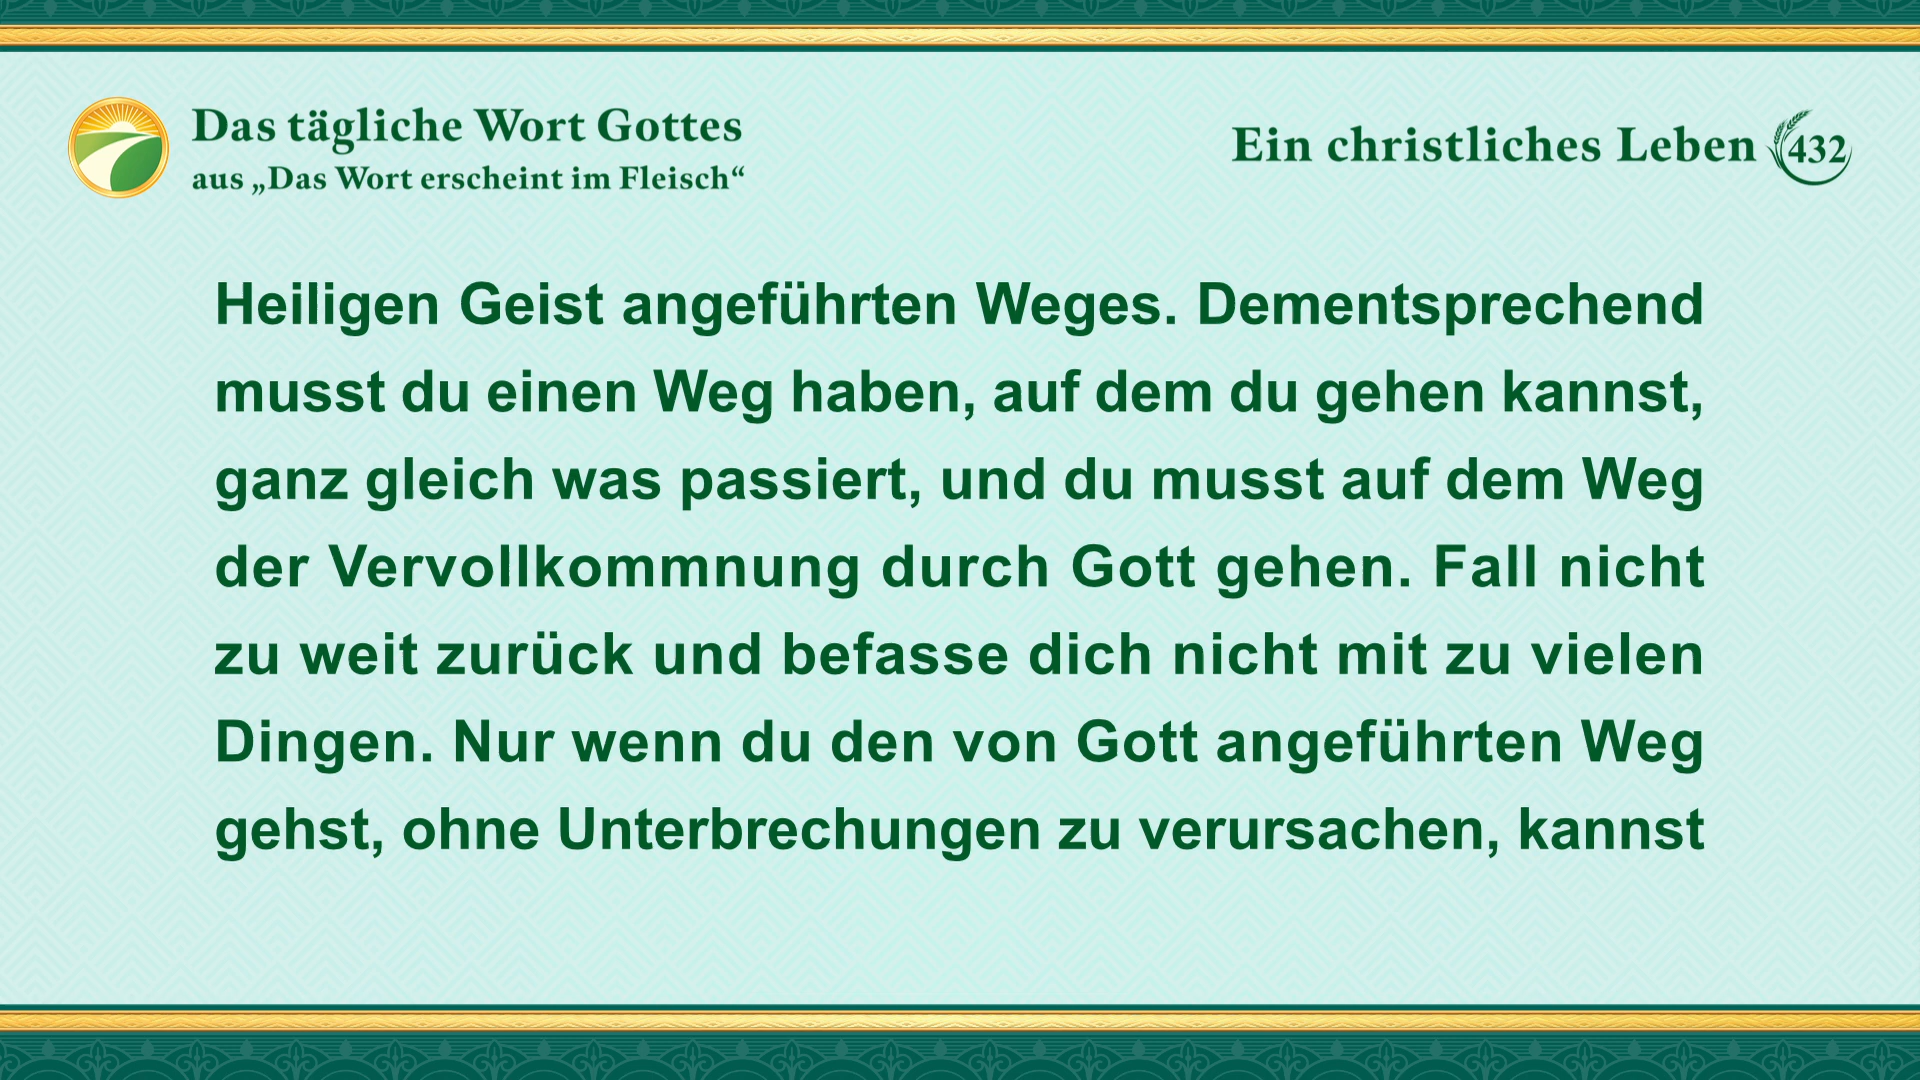 Das tägliche Wort Gottes
aus „Das Wort erscheint im Fleisch“
Ein christliches Leben 432
Heiligen Geist angeführten Weges. Dementsprechend
musst du einen Weg haben, auf dem du gehen kannst,
ganz gleich was passiert, und du musst auf dem Weg
der Vervollkommnung durch Gott gehen. Fall nicht
zu weit zurück und befasse dich nicht mit zu vielen
Dingen. Nur wenn du den von Gott angeführten Weg
gehst, ohne Unterbrechungen zu verursachen, kannst